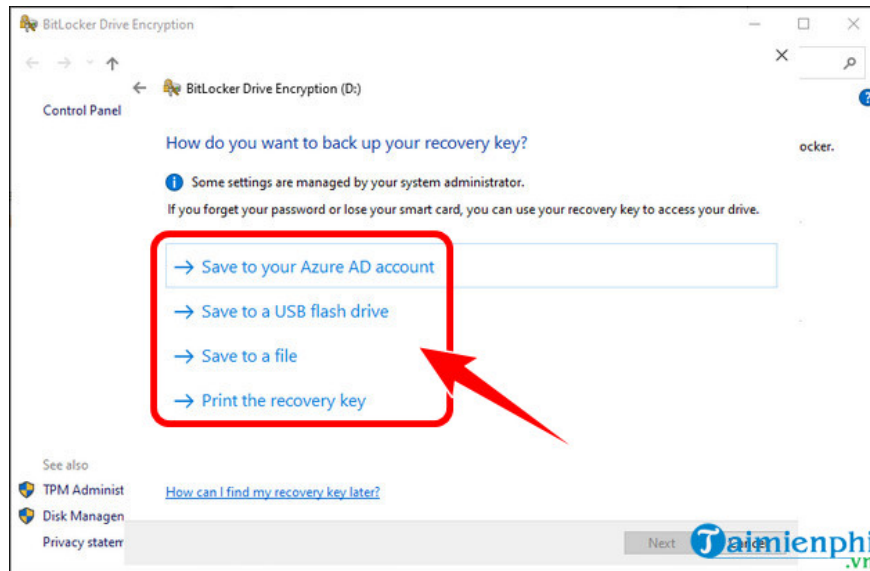 BitLocker Drive Encryption
BitLocker Drive Encryption (D:)
Control Panel
How do you want to back up your recovery key?
ocker.
Some settings are managed by your system administrator.
If you forget your password or lose your smart card, you can use your recovery key to access your drive.
→ Save to your Azure AD account
→ Save to a USB flash drive
→ Save to a file
→ Print the recovery key
See also
TPM Administ
How can I find my recovery key later?
Disk Managen
Privacy statem
Next
Taimienphi
.vn